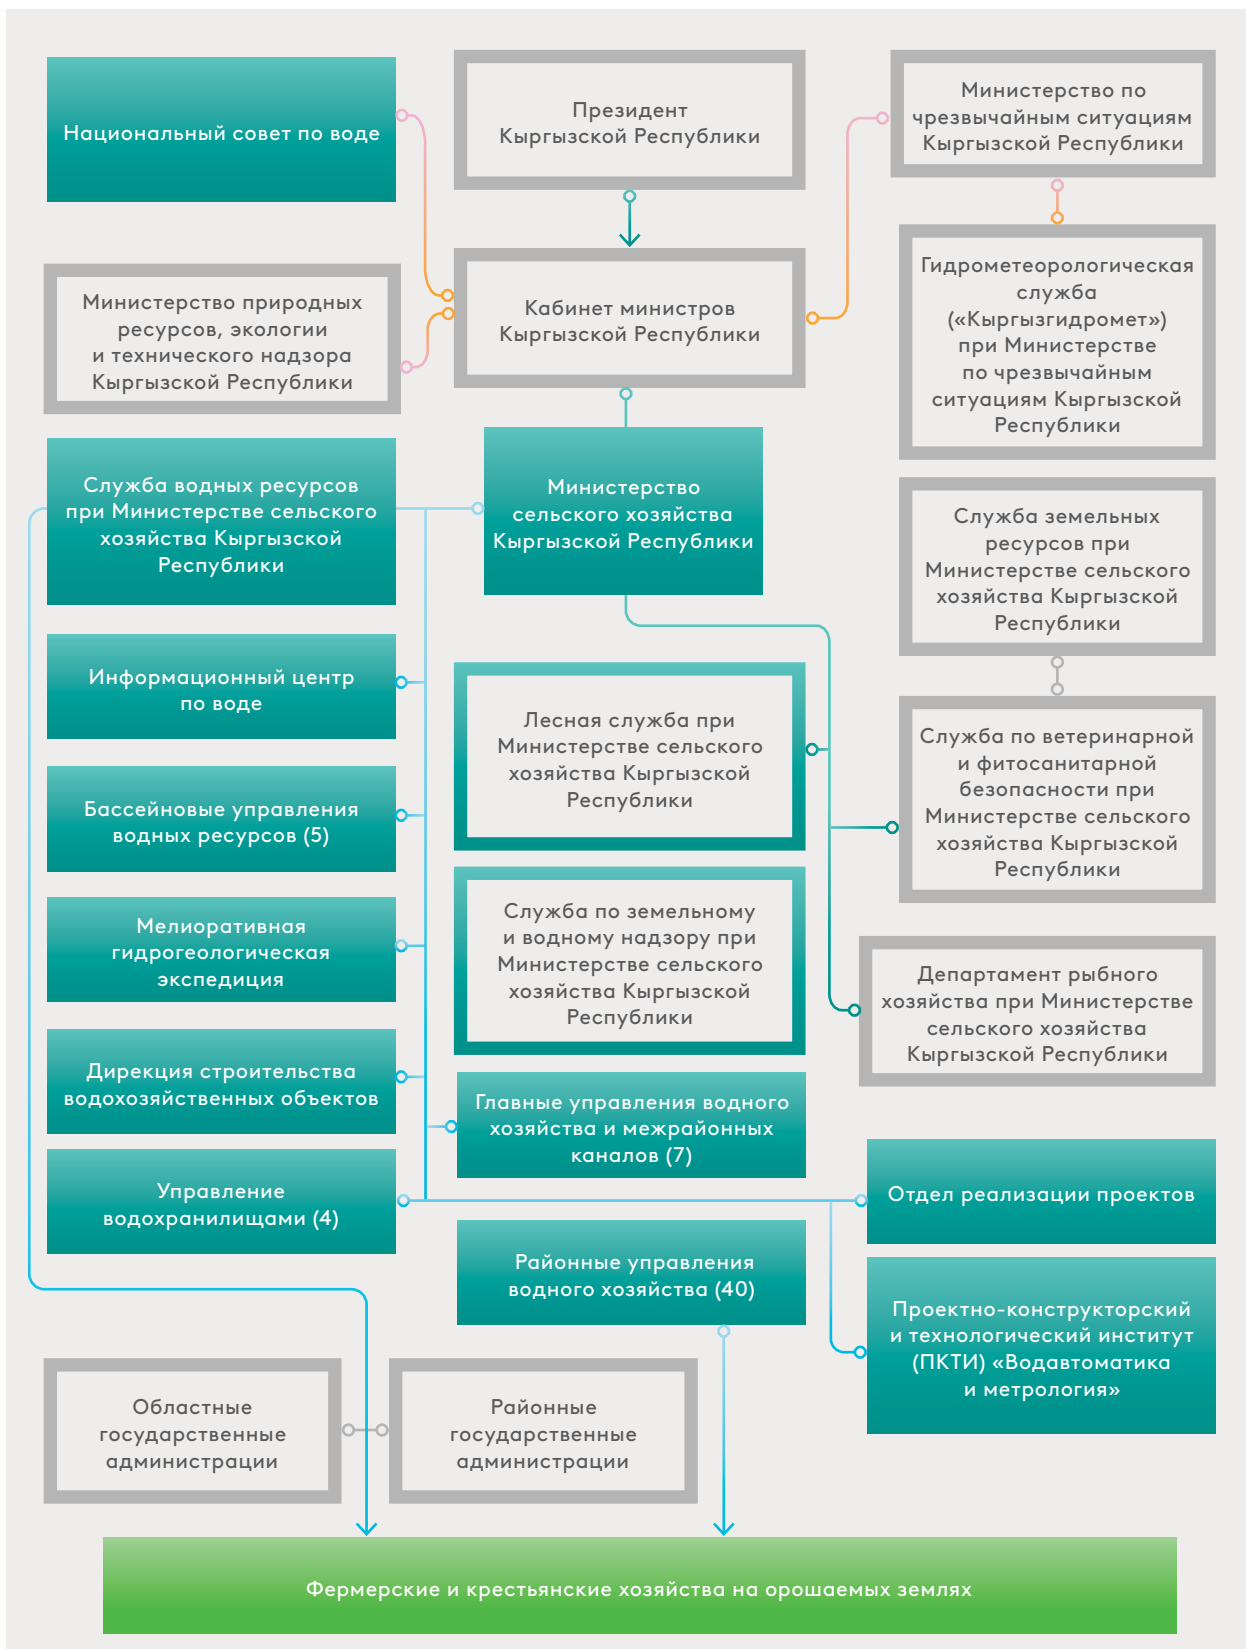 Национальный совет по воде
Президент
Кыргызской Республики
Министерство по
чрезвычайным ситуациям
Кыргызской Республики
Министерство природных
ресурсов, экологии
и технического надзора
Кыргызской Республики
Кабинет министров
Кыргызской Республики
Гидрометеорологическая
служба
(«Кыргызгидромет»)
при Министерстве
по чрезвычайным
ситуациям Кыргызской
Республики
Служба водных ресурсов
при Министерстве сельского
хозяйства Кыргызской
Республики
Министерство
сельского хозяйства
Кыргызской Республики
Служба земельных
ресурсов при
Министерстве сельского
хозяйства Кыргызской
Республики
Информационный центр
по воде
Лесная служба при
Министерстве сельского
хозяйства Кыргызской
Республики
Служба по ветеринарной
и фитосанитарной
безопасности при
Министерстве сельского
хозяйства Кыргызской
Республики
Бассейновые управления
водных ресурсов (5)
Мелиоративная
гидрогеологическая
экспедиция
Служба по земельному
и водному надзору при
Министерстве сельского
хозяйства Кыргызской
Республики
Департамент рыбного
хозяйства при Министерстве
сельского хозяйства
Кыргызской Республики
Дирекция строительства
водохозяйственных объектов
Главные управления водного
хозяйства и межрайонных
каналов (7)
Управление
водохранилищами (4)
Отдел реализации проектов
Районные управления
водного хозяйства (40)
Проектно-конструкторский
и технологический институт
(ПКТИ) «Водавтоматика
и метрология»
Областные
государственные
администрации
Районные
государственные
администрации
Фермерские и крестьянские хозяйства на орошаемых землях